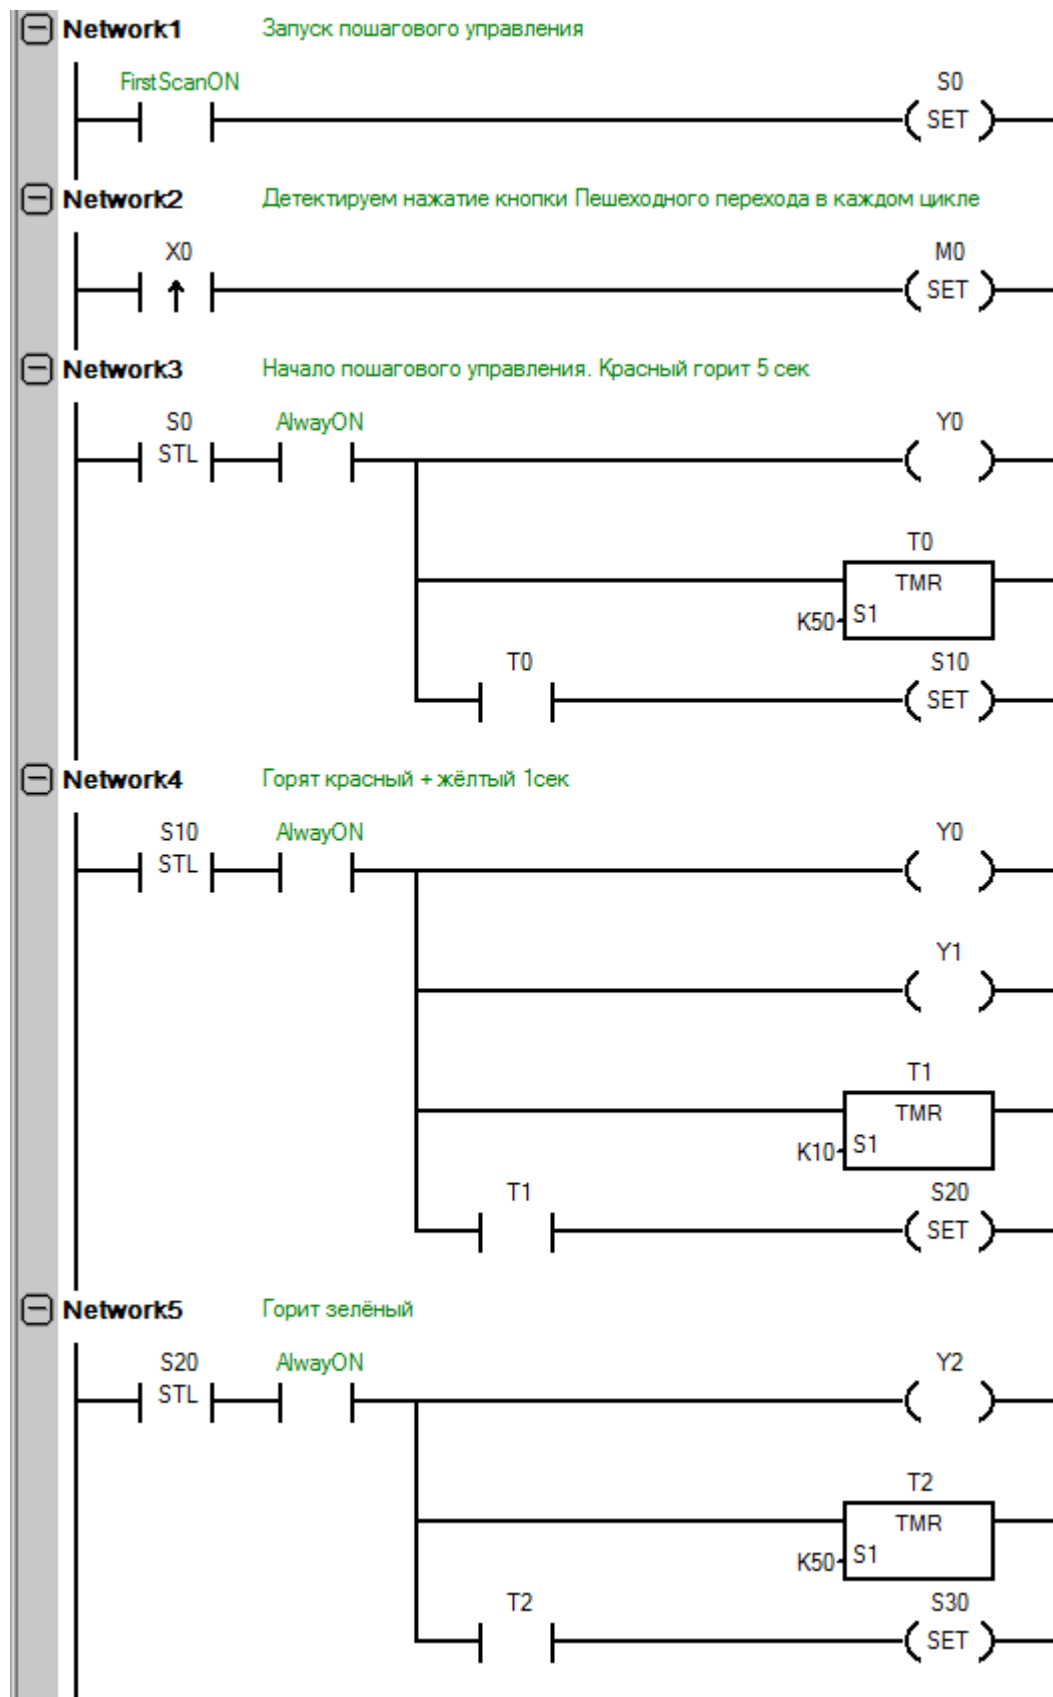 Network1 Запуск пошагового управления
FirstScanON S0
SET
Network2 Детектируем нажатие кнопки Пешеходного перехода в каждом цикле
X0 M0
SET
Network3 Начало пошагового управления. Красный горит 5 сек
S0 AlwayON Y0
STL
T0
TMR
K50 S1
T0 S10
SET
Network4 Горят красный + жёлтый 1сек
S10 AlwayON Y0
STL
Y1
T1
TMR
K10 S1
T1 S20
SET
Network5 Горит зелёный
S20 AlwayON Y2
STL
T2
TMR
K50 S1
T2 S30
SET